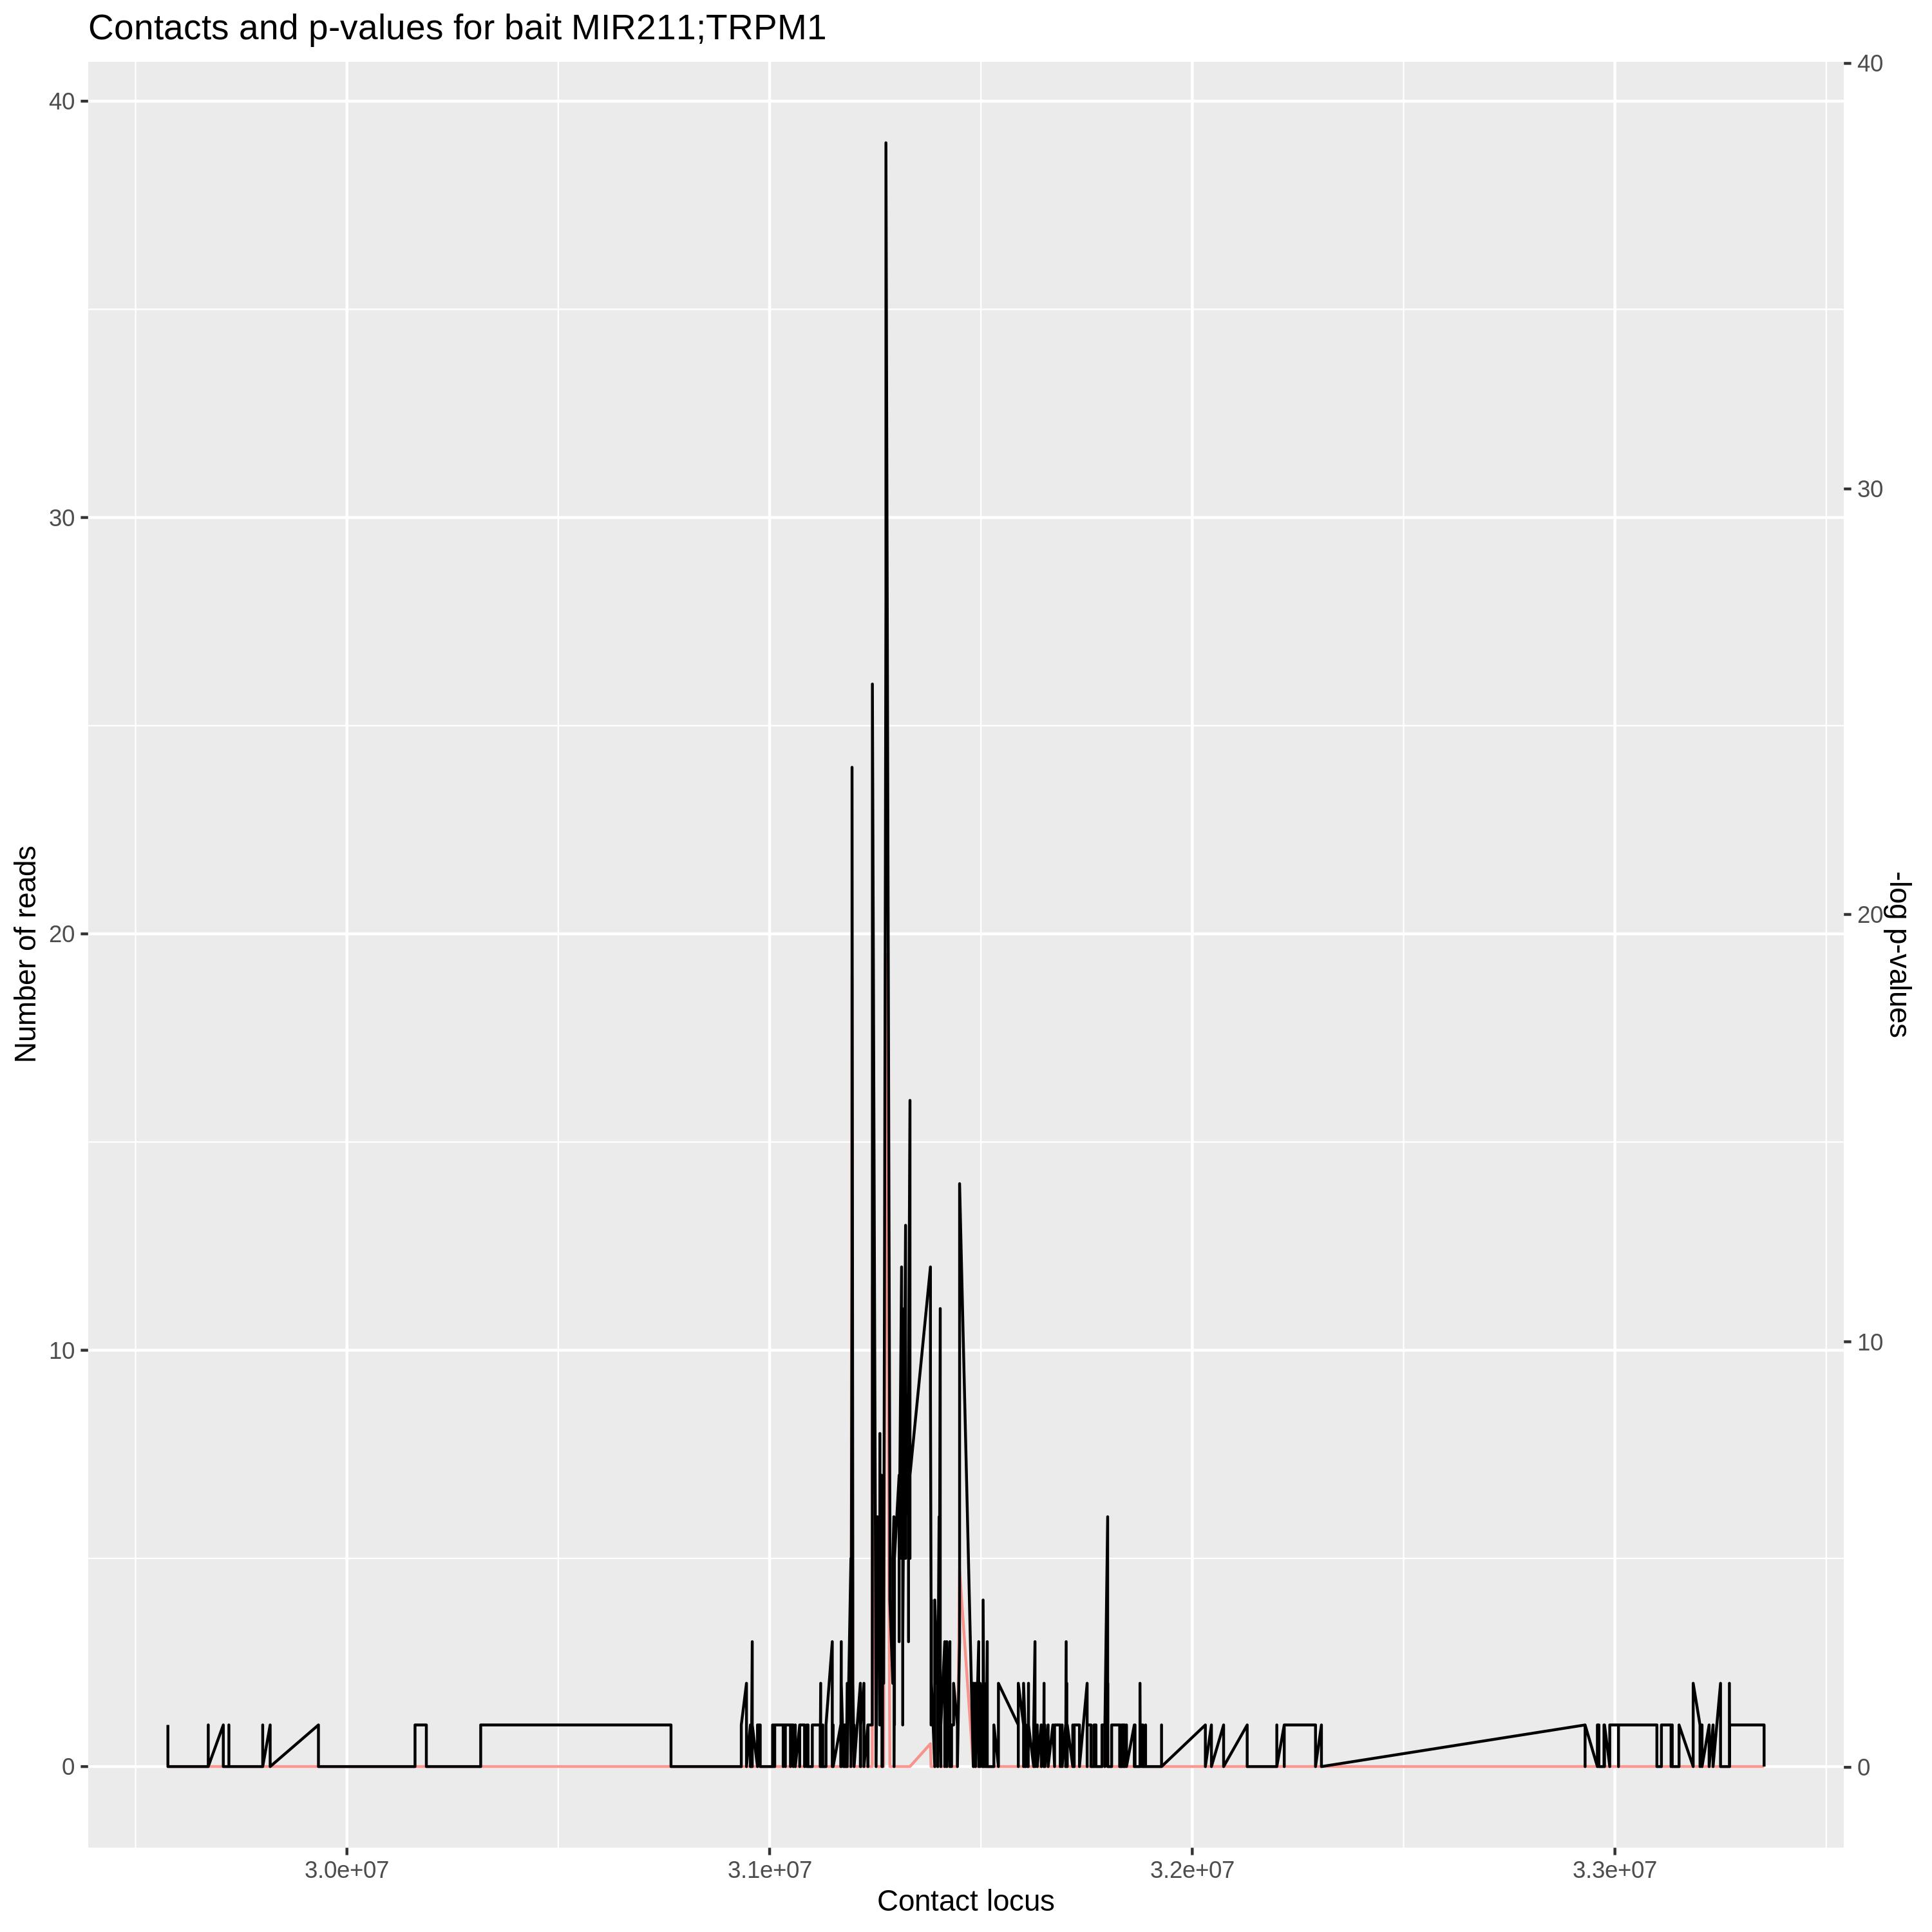 Contacts and p-values for bait MIR211;TRPM1
40
30
20
10
0
Number of reads
40
30
20
10
0
-log p-values
3.0e+07
3.1e+07
3.2e+07
3.3e+07
Contact locus